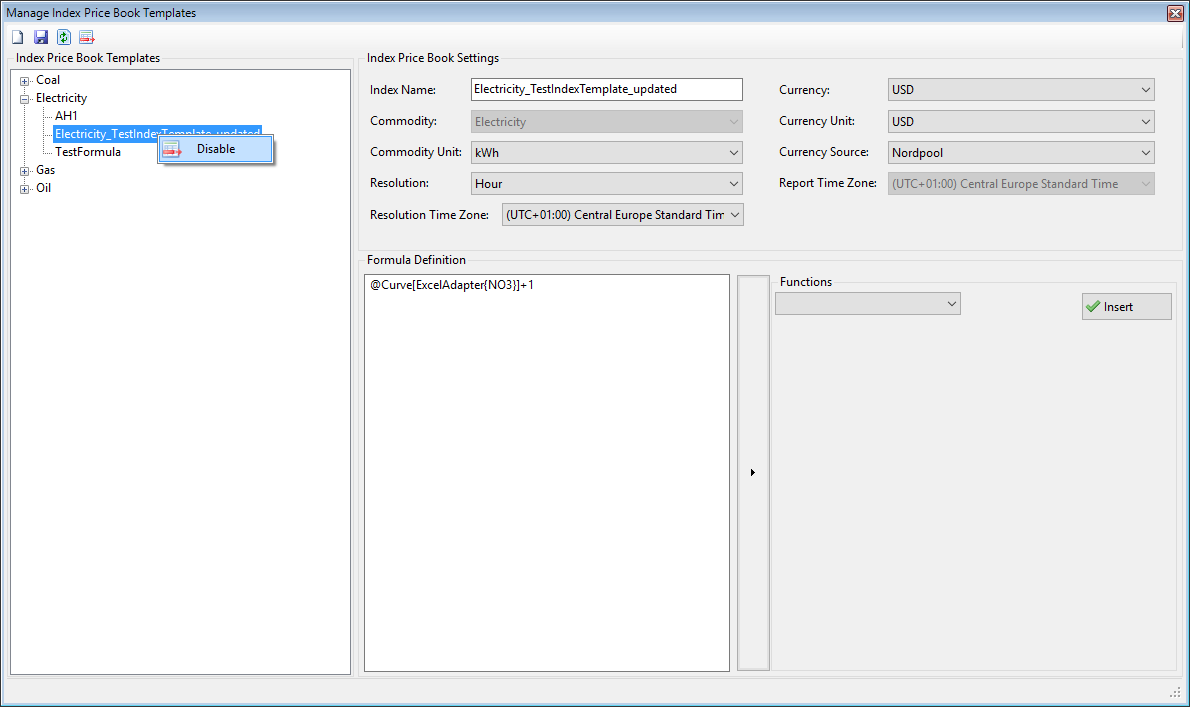 Manage Index Price Book Templates
Index Price Book Templates
Coal
Electricity
AH1
Electricity_TestIndexTemplate_updated
Disable
TestFormula
Gas
Oil
Index Price Book Settings
Index Name: Electricity_TestIndexTemplate_updated
Currency: USD
Commodity: Electricity
Currency Unit: USD
Commodity Unit: kWh
Currency Source: Nordpool
Resolution: Hour
Report Time Zone: (UTC+01:00) Central Europe Standard Time
Resolution Time Zone: (UTC+01:00) Central Europe Standard Tim
Formula Definition
@Curve[ExcelAdapter{NO3}]+1
Functions
Insert